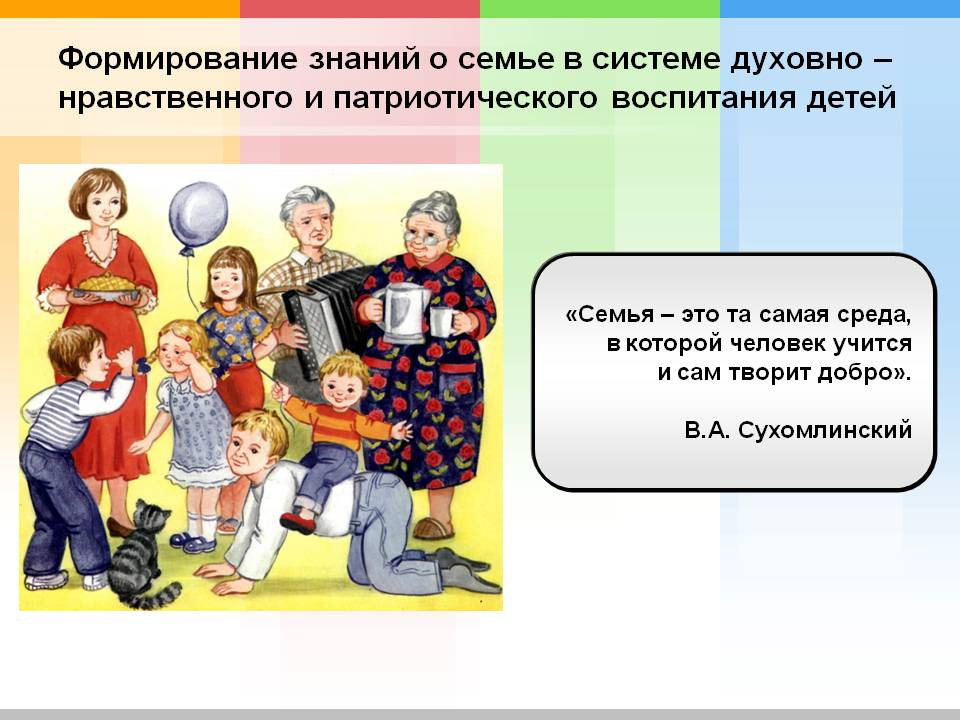 Формирование знаний о семье в системе духовно –
нравственного и патриотического воспитания детей
«Семья – это та самая среда,
в которой человек учится
и сам творит добро».
В.А. Сухомлинский